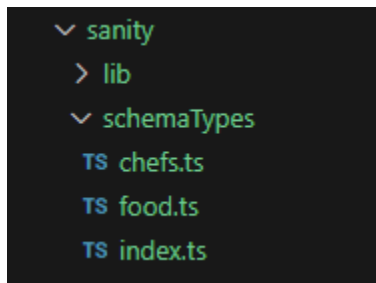 sanity
lib
schemaTypes
TS chefs.ts
TS food.ts
TS index.ts